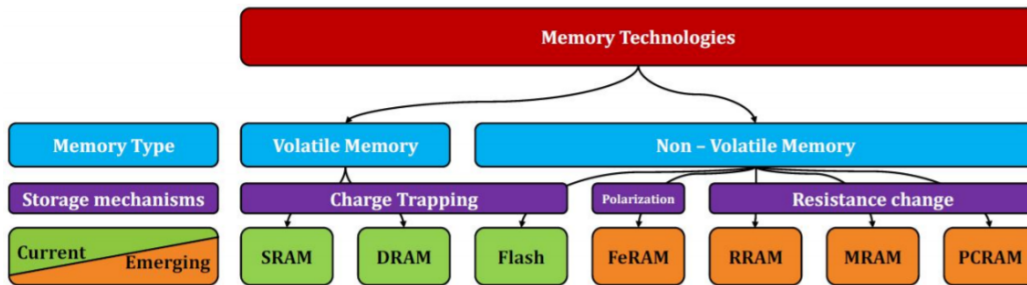 Memory Technologies
Memory Type
Volatile Memory
Non – Volatile Memory
Storage mechanisms
Charge Trapping
Polarization
Resistance change
Current
Emerging
SRAM
DRAM
Flash
FeRAM
RRAM
MRAM
PCRAM